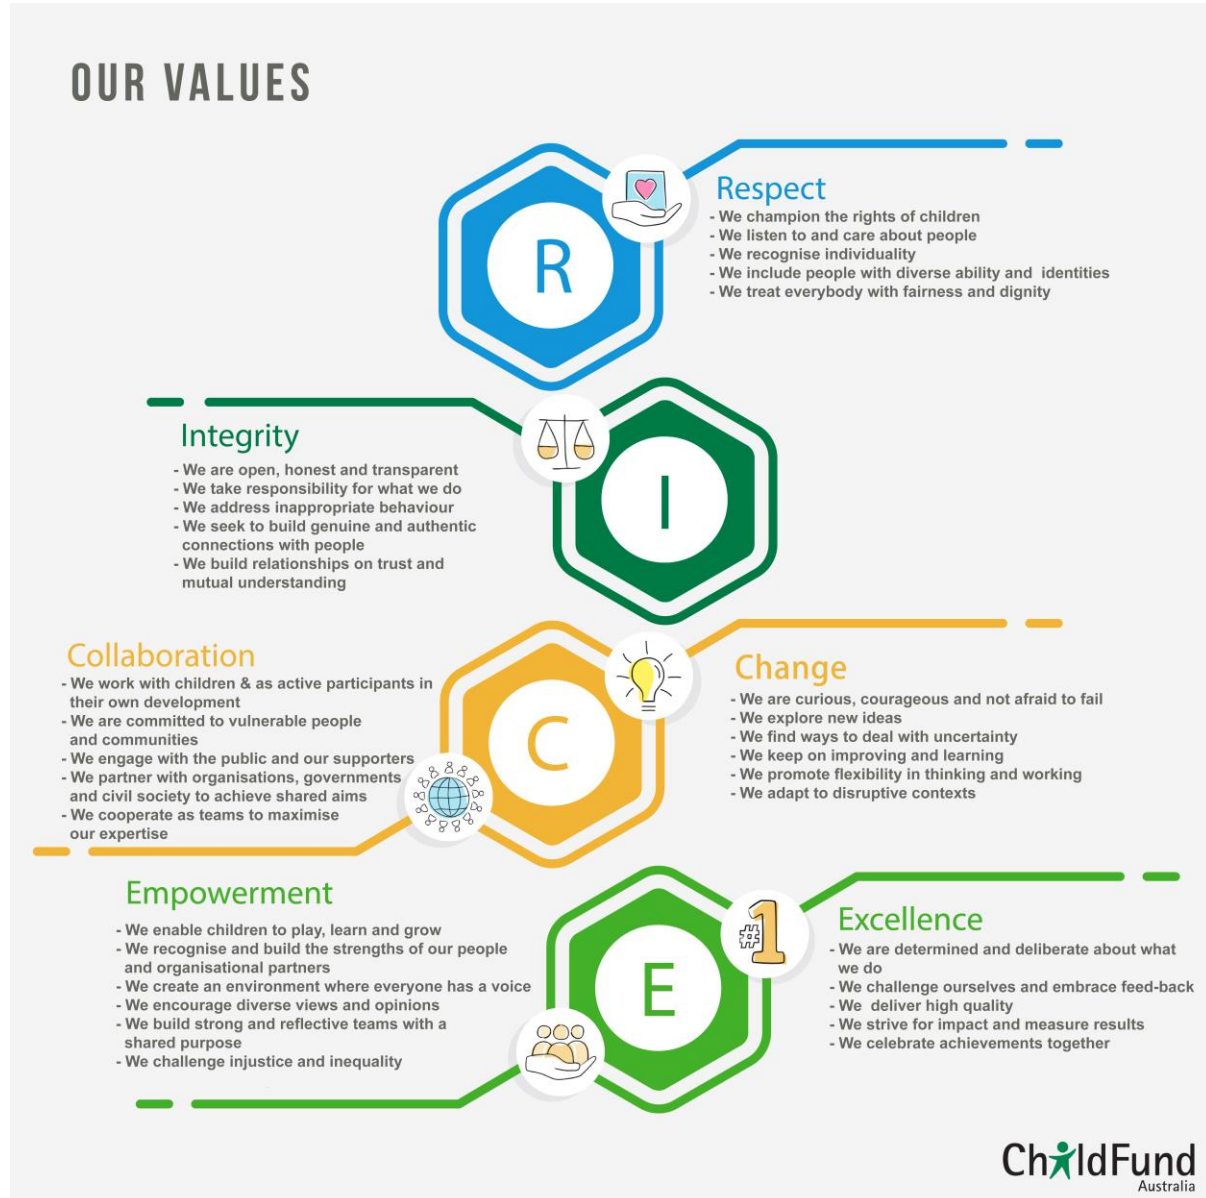 OUR VALUES
R
Respect
- We champion the rights of children
- We listen to and care about people
- We recognise individuality
- We include people with diverse ability and  identities
- We treat everybody with fairness and dignity
I
Integrity
- We are open, honest and transparent
- We take responsibility for what we do
- We address inappropriate behaviour
- We seek to build genuine and authentic
connections with people
- We build relationships on trust and
mutual understanding
C
Collaboration
- We work with children & as active participants in
their own development
- We are committed to vulnerable people
and communities
- We engage with the public and our supporters
- We partner with organisations, governments
and civil society to achieve shared aims
- We cooperate as teams to maximise
our expertise
Change
- We are curious, courageous and not afraid to fail
- We explore new ideas
- We find ways to deal with uncertainty
- We keep on improving and learning
- We promote flexibility in thinking and working
- We adapt to disruptive contexts
E
Empowerment
- We enable children to play, learn and grow
- We recognise and build the strengths of our people
and organisational partners
- We create an environment where everyone has a voice
- We encourage diverse views and opinions
- We build strong and reflective teams with a
shared purpose
- We challenge injustice and inequality
#1
Excellence
- We are determined and deliberate about what
we do
- We challenge ourselves and embrace feed-back
- We  deliver high quality
- We strive for impact and measure results
- We celebrate achievements together
ChildFund
Australia